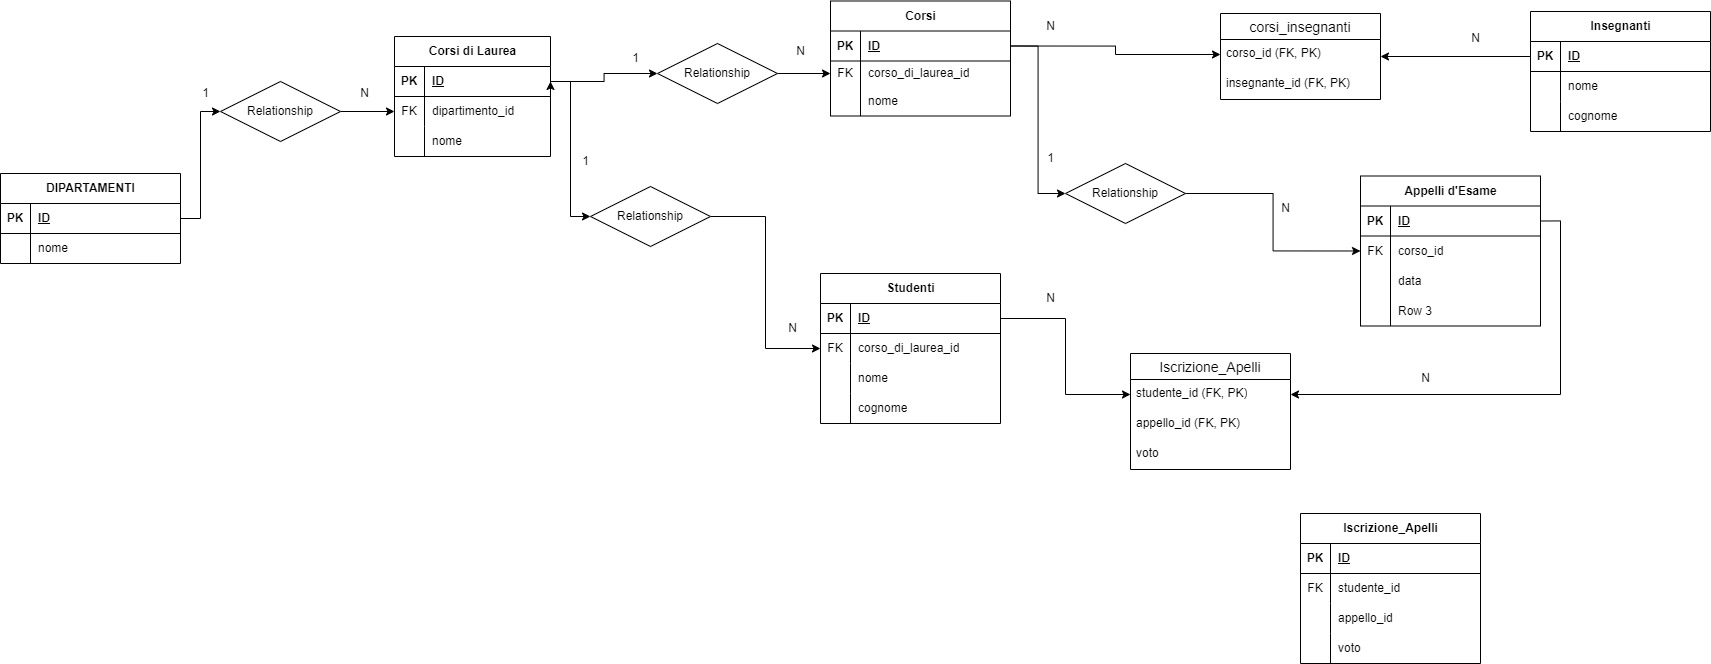 DIPARTAMENTI
PK ID
nome
1
Relationship
N
Corsi di Laurea
PK ID
FK dipartimento_id
nome
1
Relationship
N
Corsi
PK ID
FK corso_di_laurea_id
nome
1
Relationship
N
Studenti
PK ID
FK corso_di_laurea_id
nome
cognome
N
corsi_insegnanti
corso_id (FK, PK)
insegnante_id (FK, PK)
N
Insegnanti
PK ID
nome
cognome
1
Relationship
N
Appelli d'Esame
PK ID
FK corso_id
data
Row 3
N
Iscrizione_Apelli
studente_id (FK, PK)
appello_id (FK, PK)
voto
N
Iscrizione_Apelli
PK ID
FK studente_id
appello_id
voto